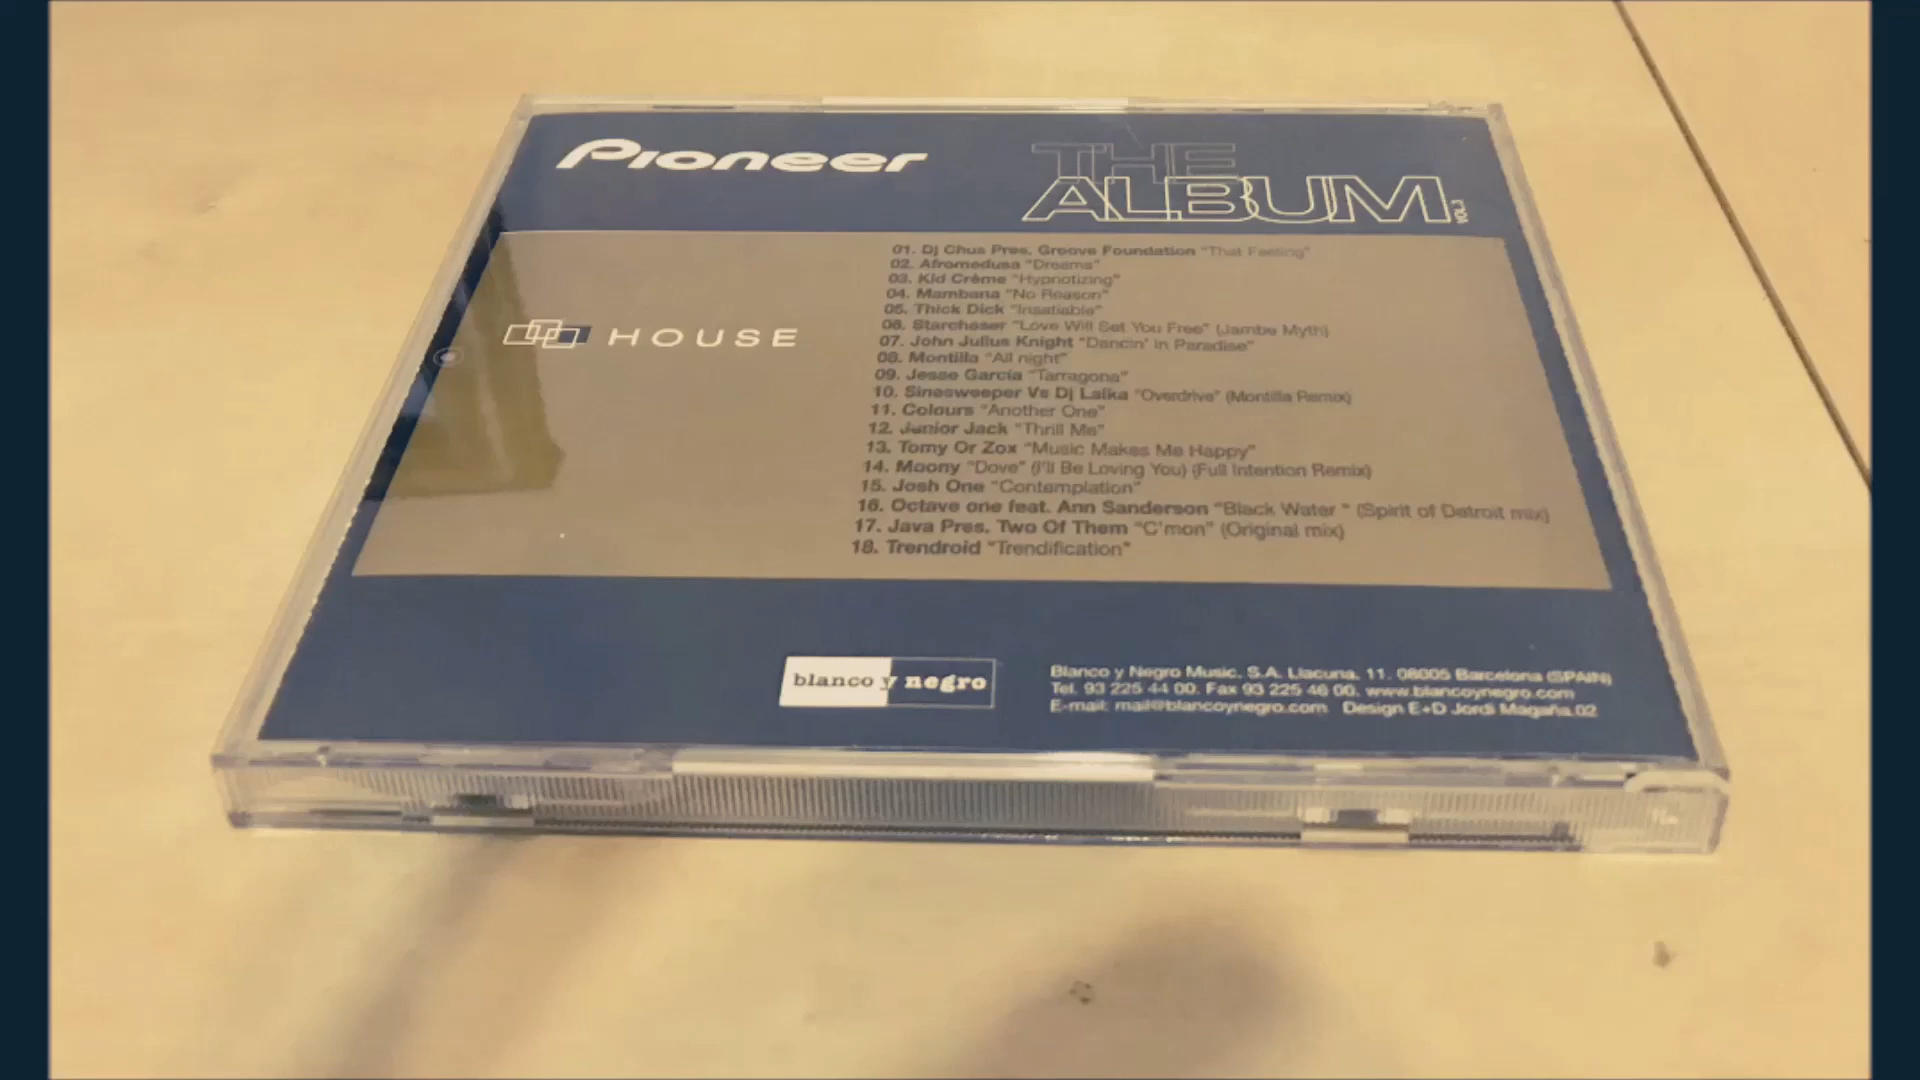 Pioneer
THE
ALBUM VOL.3
01. Dj Chus Pres. Groove Foundation "That Feeling"
02. Afromedusa "Dreams"
03. Kid Crème "Hypnotizing"
04. Mambana "No Reason"
05. Thick Dick "Insatiable"
06. Starchaser "Love Will Set You Free" (Jambe Myth)
07. John Julius Knight "Dancin' in Paradise"
08. Montilla "All night"
09. Jesse García "Tarragona"
10. Sinesweeper Vs Dj Laika "Overdrive" (Montilla Remix)
11. Colours "Another One"
12. Junior Jack "Thrill Me"
13. Tomy Or Zox "Music Makes Me Happy"
14. Moony "Dove" (I'll Be Loving You) (Full Intention Remix)
15. Josh One "Contemplation"
16. Octave one feat. Ann Sanderson "Black Water " (Spirit of Detroit mix)
17. Java Pres. Two Of Them "C'mon" (Original mix)
18. Trendroid "Trendification"
HOUSE
blanco y negro
Blanco y Negro Music, S.A. Llacuna, 11. 08005 Barcelona (SPAIN)
Tel. 93 225 44 00. Fax 93 225 46 00. www.blancoynegro.com
E-mail: mail@blancoynegro.com Design E+D Jordi Magaña.02